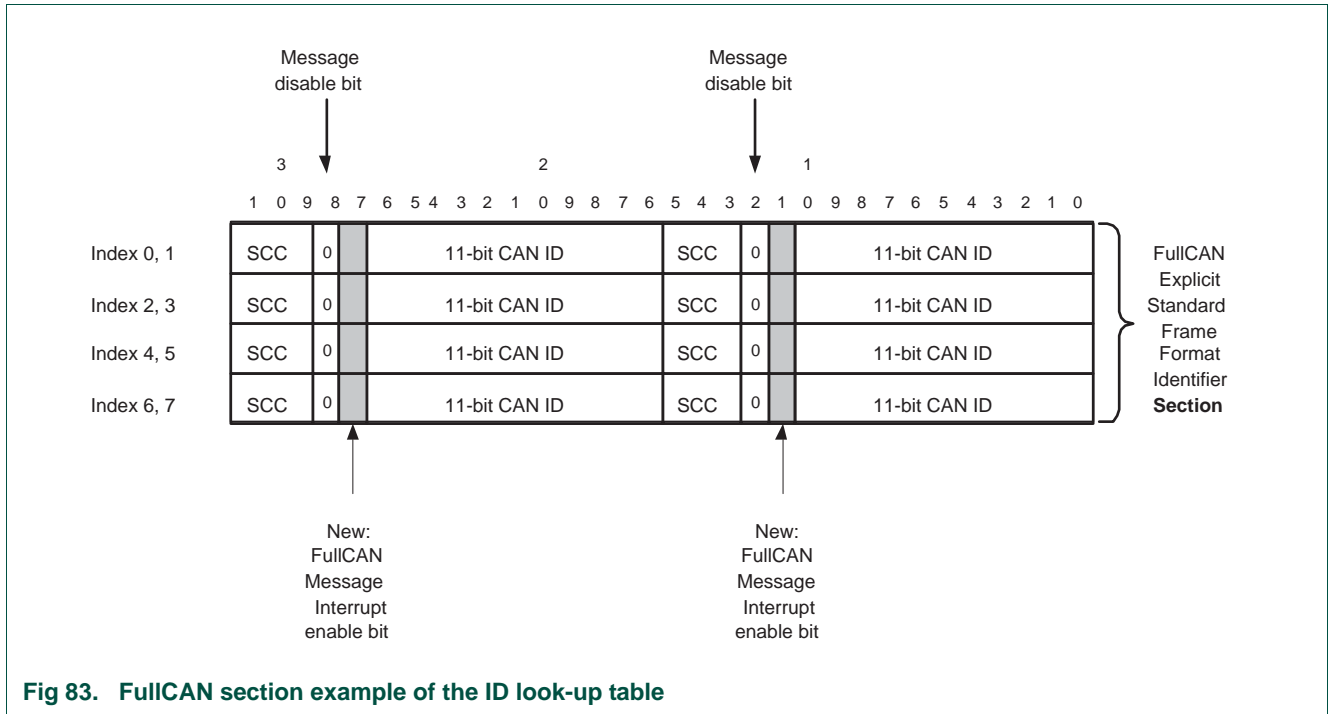 Message
disable bit
Message
disable bit
3 2 1
1 0 9 8 7 6 5 4 3 2 1 0 9 8 7 6 5 4 3 2 1 0 9 8 7 6 5 4 3 2 1 0
Index 0, 1 SCC 0 11-bit CAN ID SCC 0 11-bit CAN ID
Index 2, 3 SCC 0 11-bit CAN ID SCC 0 11-bit CAN ID
Index 4, 5 SCC 0 11-bit CAN ID SCC 0 11-bit CAN ID
Index 6, 7 SCC 0 11-bit CAN ID SCC 0 11-bit CAN ID
FullCAN
Explicit
Standard
Frame
Format
Identifier
Section
New:
FullCAN
Message
Interrupt
enable bit
New:
FullCAN
Message
Interrupt
enable bit
Fig 83. FullCAN section example of the ID look-up table